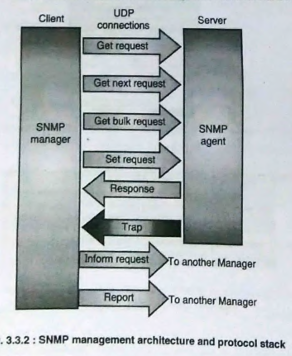 Client
UDP
connections
Server
Get request
Get next request
Get bulk request
SNMP
manager
SNMP
agent
Set request
Response
Trap
Inform request
To another Manager
Report
To another Manager
. 3.3.2 : SNMP management architecture and protocol stack